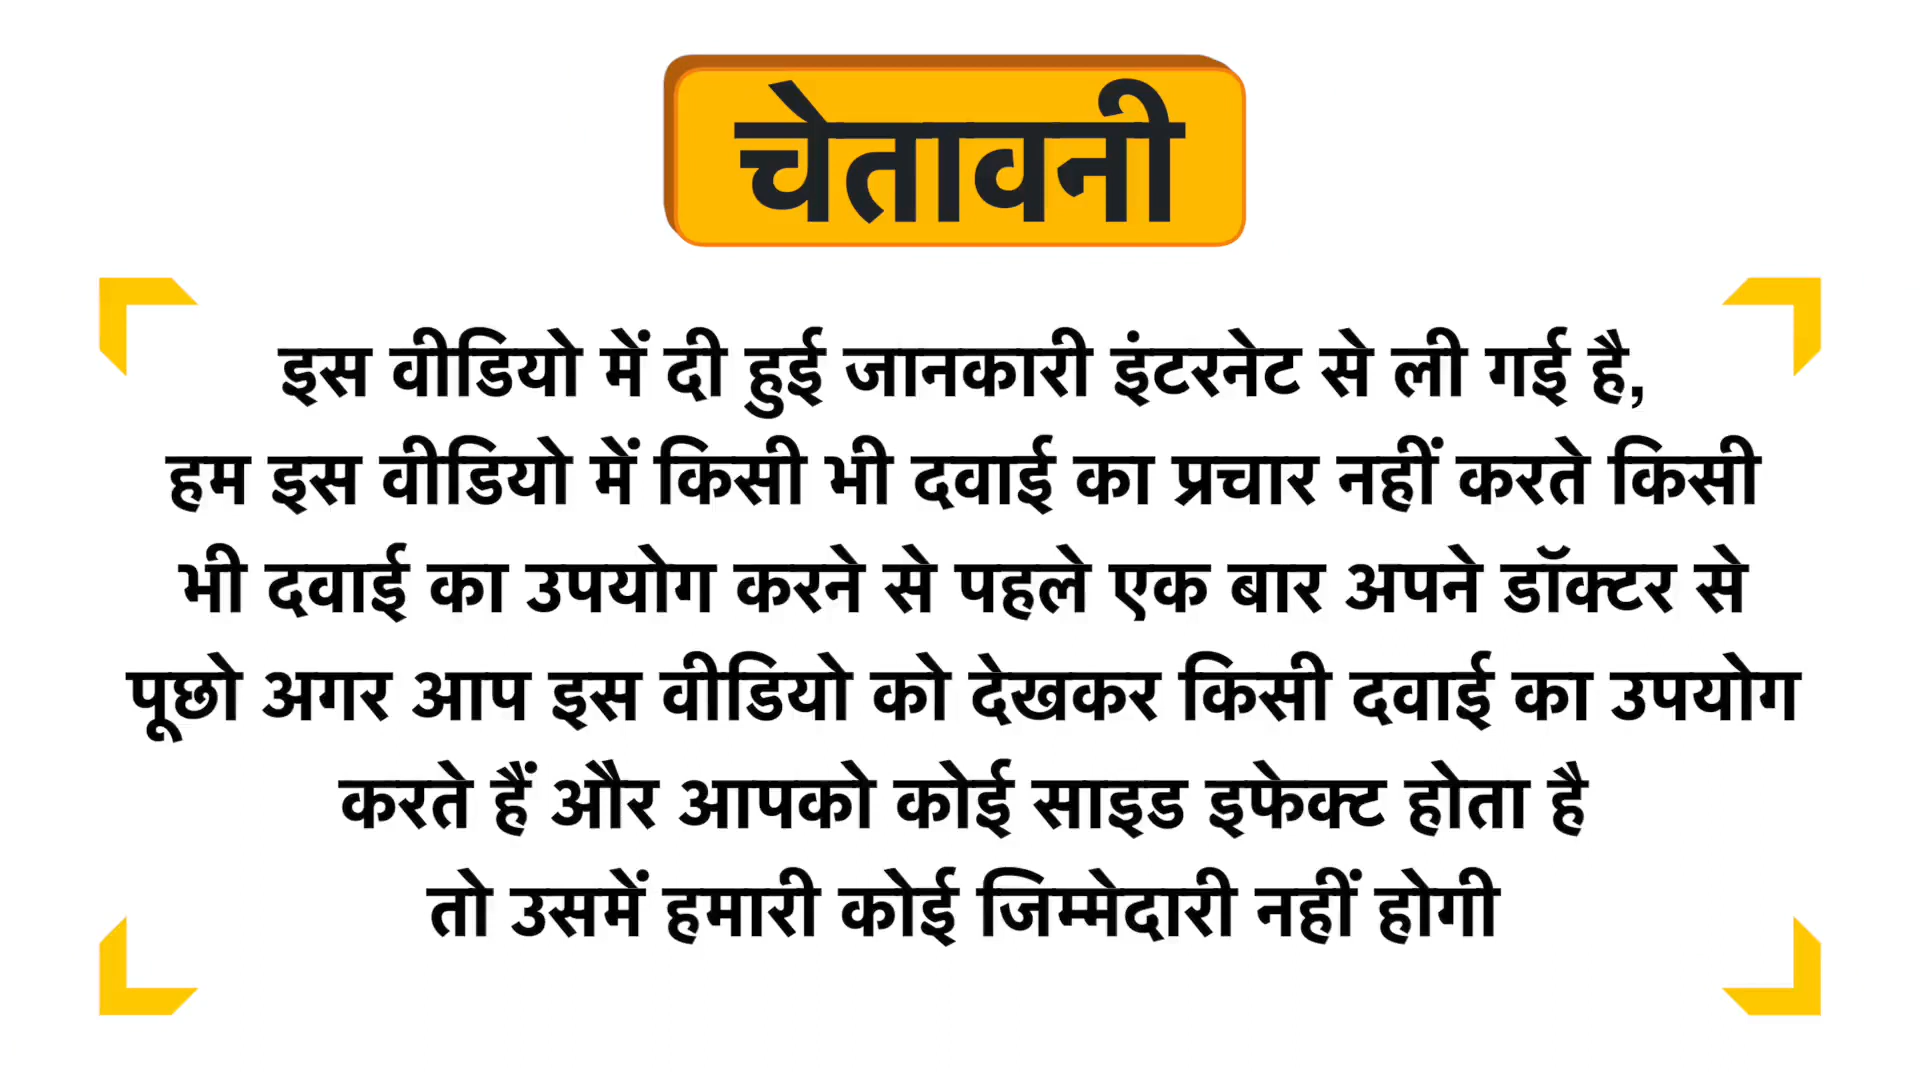 चेतावनी
इस वीडियो में दी हुई जानकारी इंटरनेट से ली गई है,
हम इस वीडियो में किसी भी दवाई का प्रचार नहीं करते किसी
भी दवाई का उपयोग करने से पहले एक बार अपने डॉक्टर से
पूछो अगर आप इस वीडियो को देखकर किसी दवाई का उपयोग
करते हैं और आपको कोई साइड इफेक्ट होता है
तो उसमें हमारी कोई जिम्मेदारी नहीं होगी